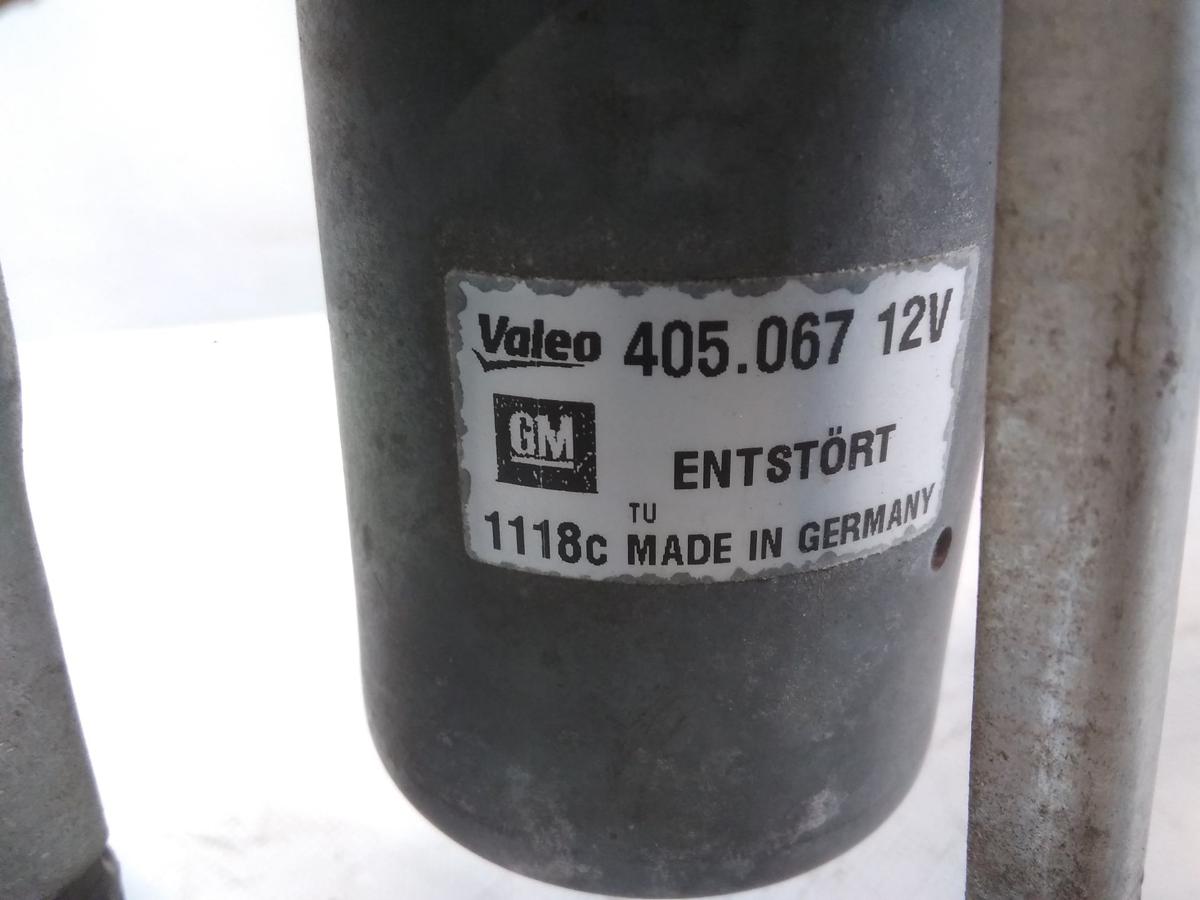 Valeo 405.067 12V
GM ENTSTÖRT
TU
1118c MADE IN GERMANY